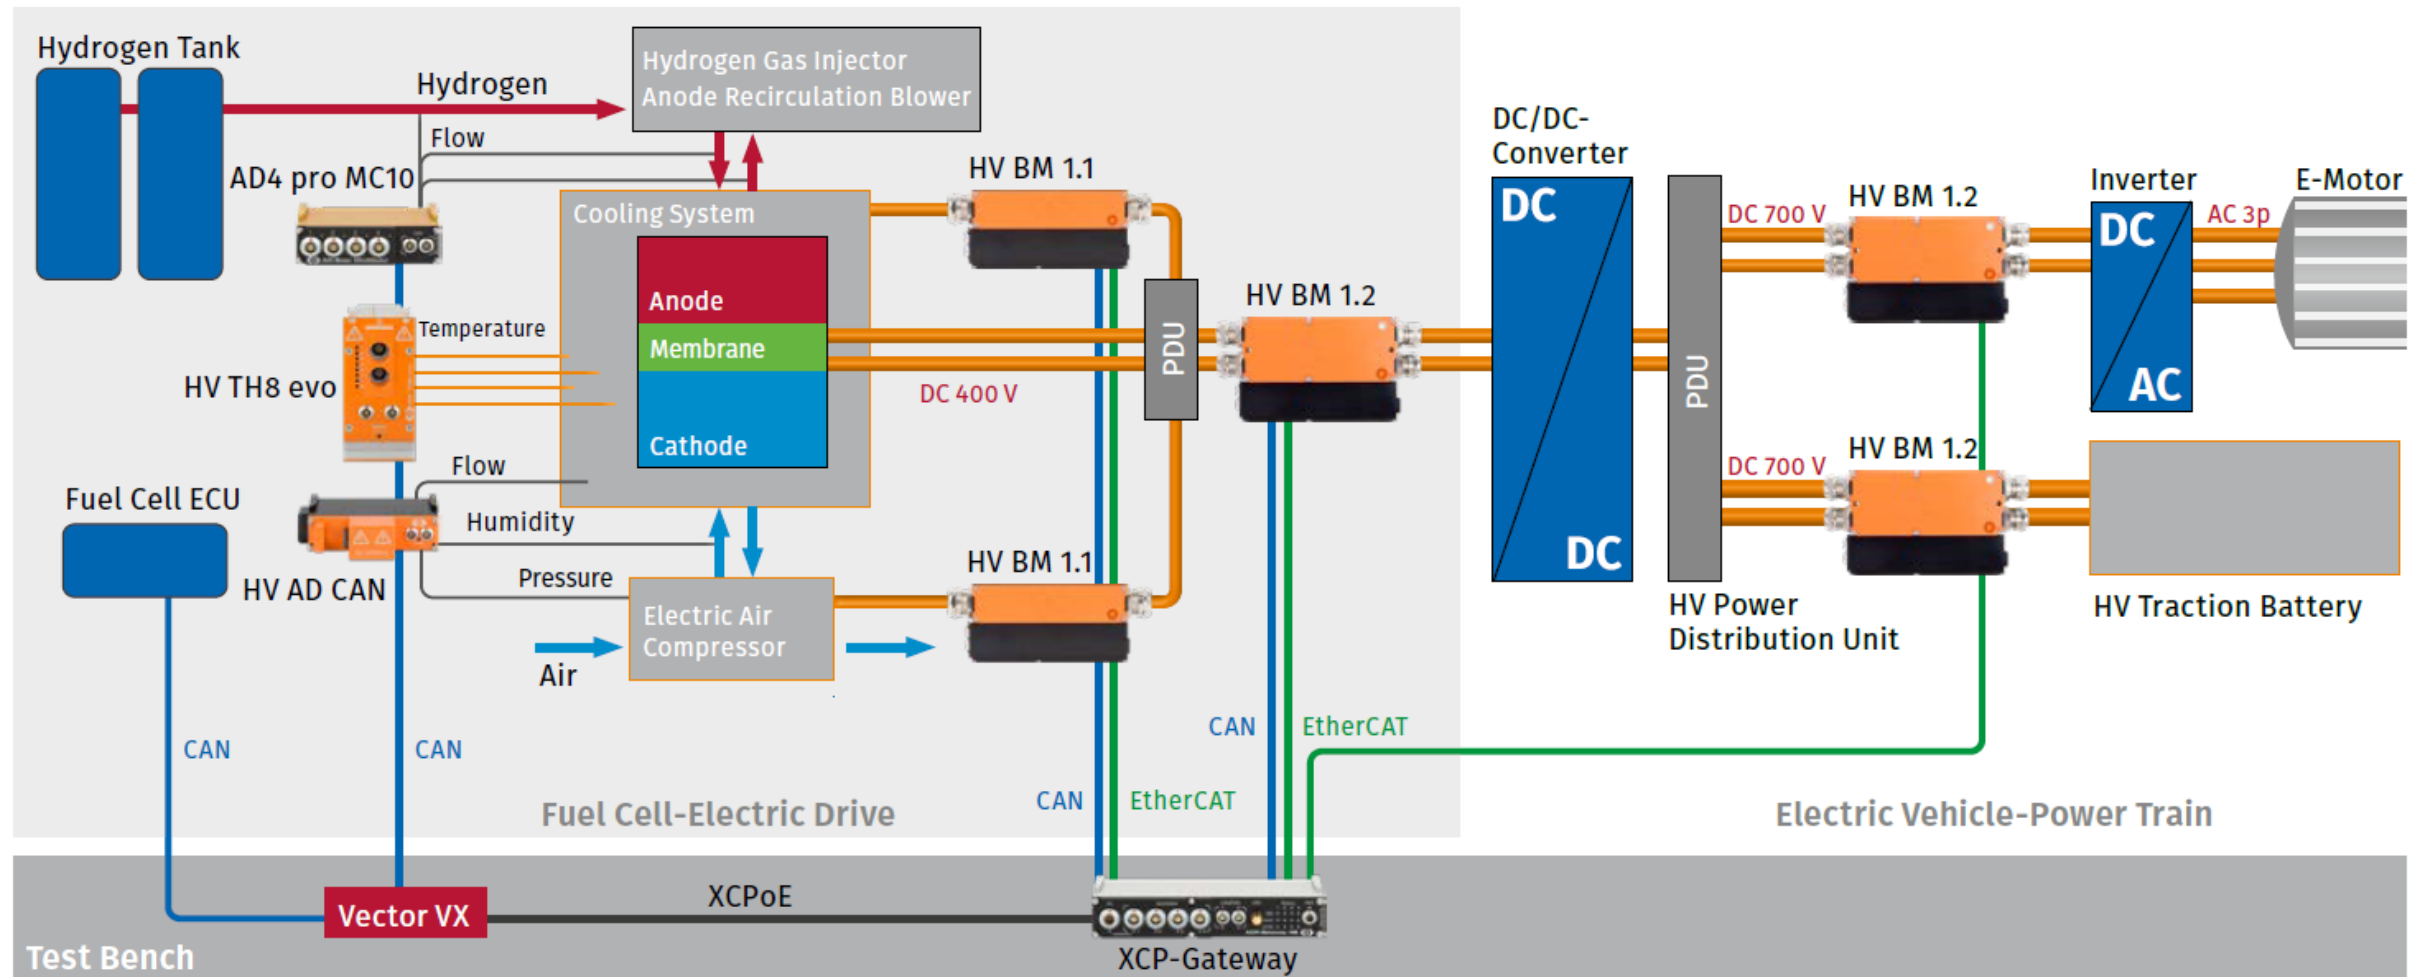 Hydrogen Tank
Hydrogen
Hydrogen Gas Injector
Anode Recirculation Blower
Flow
AD4 pro MC10
Cooling System
HV BM 1.1
Anode
Membrane
Cathode
Temperature
HV TH8 evo
DC 400 V
PDU
HV BM 1.2
Flow
Humidity
Pressure
Fuel Cell ECU
HV AD CAN
HV BM 1.1
Electric Air
Compressor
Air
CAN
CAN
CAN
EtherCAT
CAN
EtherCAT
Fuel Cell-Electric Drive
DC/DC-
Converter
DC
DC
PDU
HV Power
Distribution Unit
DC 700 V
HV BM 1.2
Inverter
DC
AC
AC 3p
E-Motor
DC 700 V
HV BM 1.2
HV Traction Battery
Electric Vehicle-Power Train
Vector VX
XCPoE
XCP-Gateway
Test Bench